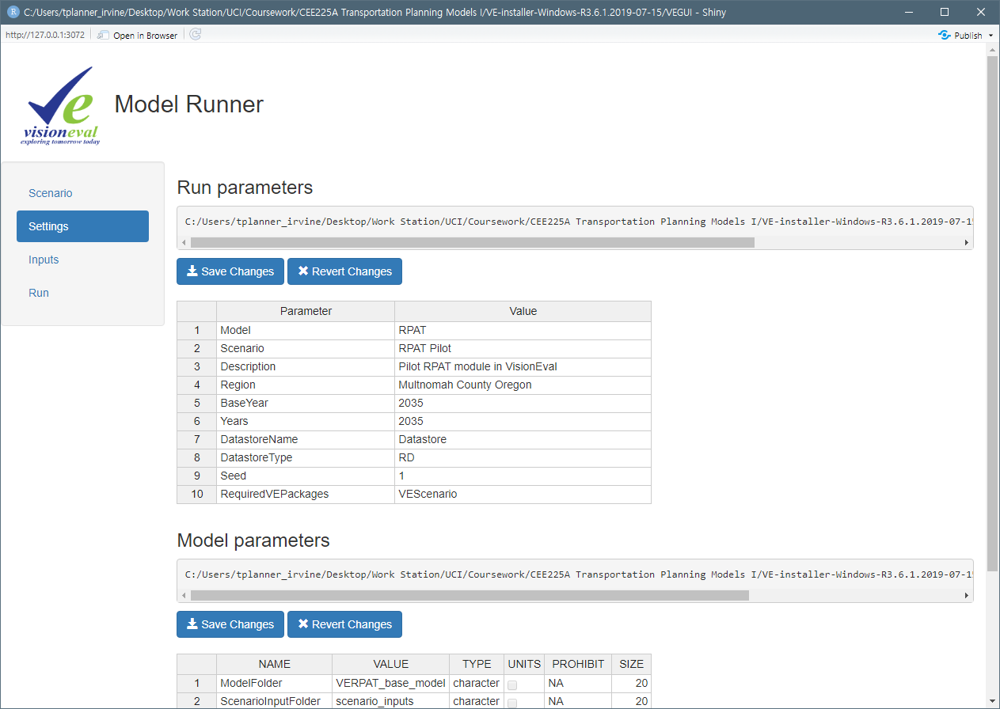 C:/Users/tplanner_irvine/Desktop/Work Station/UCI/Coursework/CEE225A Transportation Planning Models I/VE-installer-Windows-R3.6.1.2019-07-15/VEGUI - Shiny
http://127.0.0.1:3072 Open in Browser Publish
visioneval
exploring tomorrow today
Model Runner
Scenario
Settings
Inputs
Run
Run parameters
C:/Users/tplanner_irvine/Desktop/Work Station/UCI/Coursework/CEE225A Transportation Planning Models I/VE-installer-Windows-R3.6.1.2019-07-15
Save Changes Revert Changes
Parameter Value
1 Model RPAT
2 Scenario RPAT Pilot
3 Description Pilot RPAT module in VisionEval
4 Region Multnomah County Oregon
5 BaseYear 2035
6 Years 2035
7 DatastoreName Datastore
8 DatastoreType RD
9 Seed 1
10 RequiredVEPackages VEScenario
Model parameters
C:/Users/tplanner_irvine/Desktop/Work Station/UCI/Coursework/CEE225A Transportation Planning Models I/VE-installer-Windows-R3.6.1.2019-07-15
Save Changes Revert Changes
NAME VALUE TYPE UNITS PROHIBIT SIZE
1 ModelFolder VERPAT_base_model character NA 20
2 ScenarioInputFolder scenario_inputs character NA 20